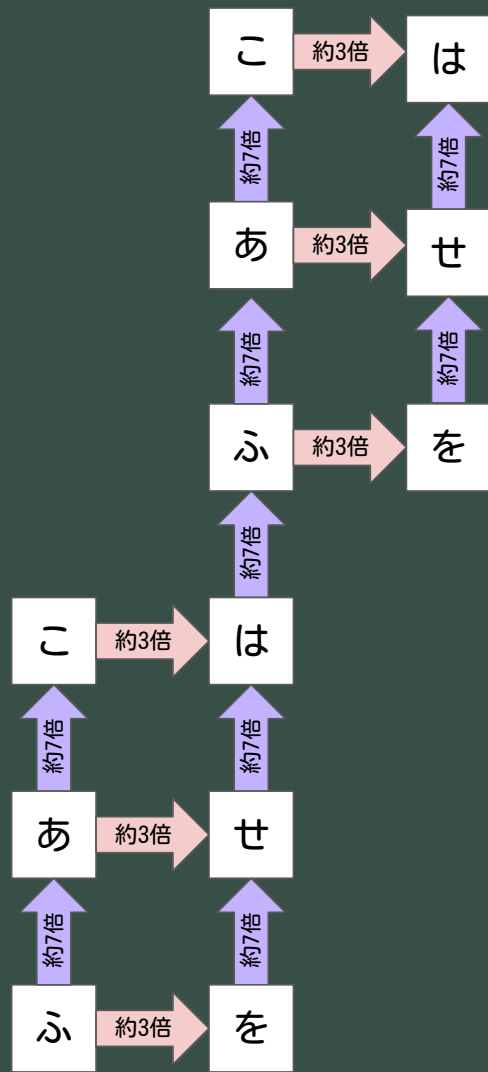 こ 約3倍 は
約7倍 約7倍
あ 約3倍 せ
約7倍 約7倍
ふ 約3倍 を
約7倍
こ 約3倍 は
約7倍 約7倍
あ 約3倍 せ
約7倍 約7倍
ふ 約3倍 を